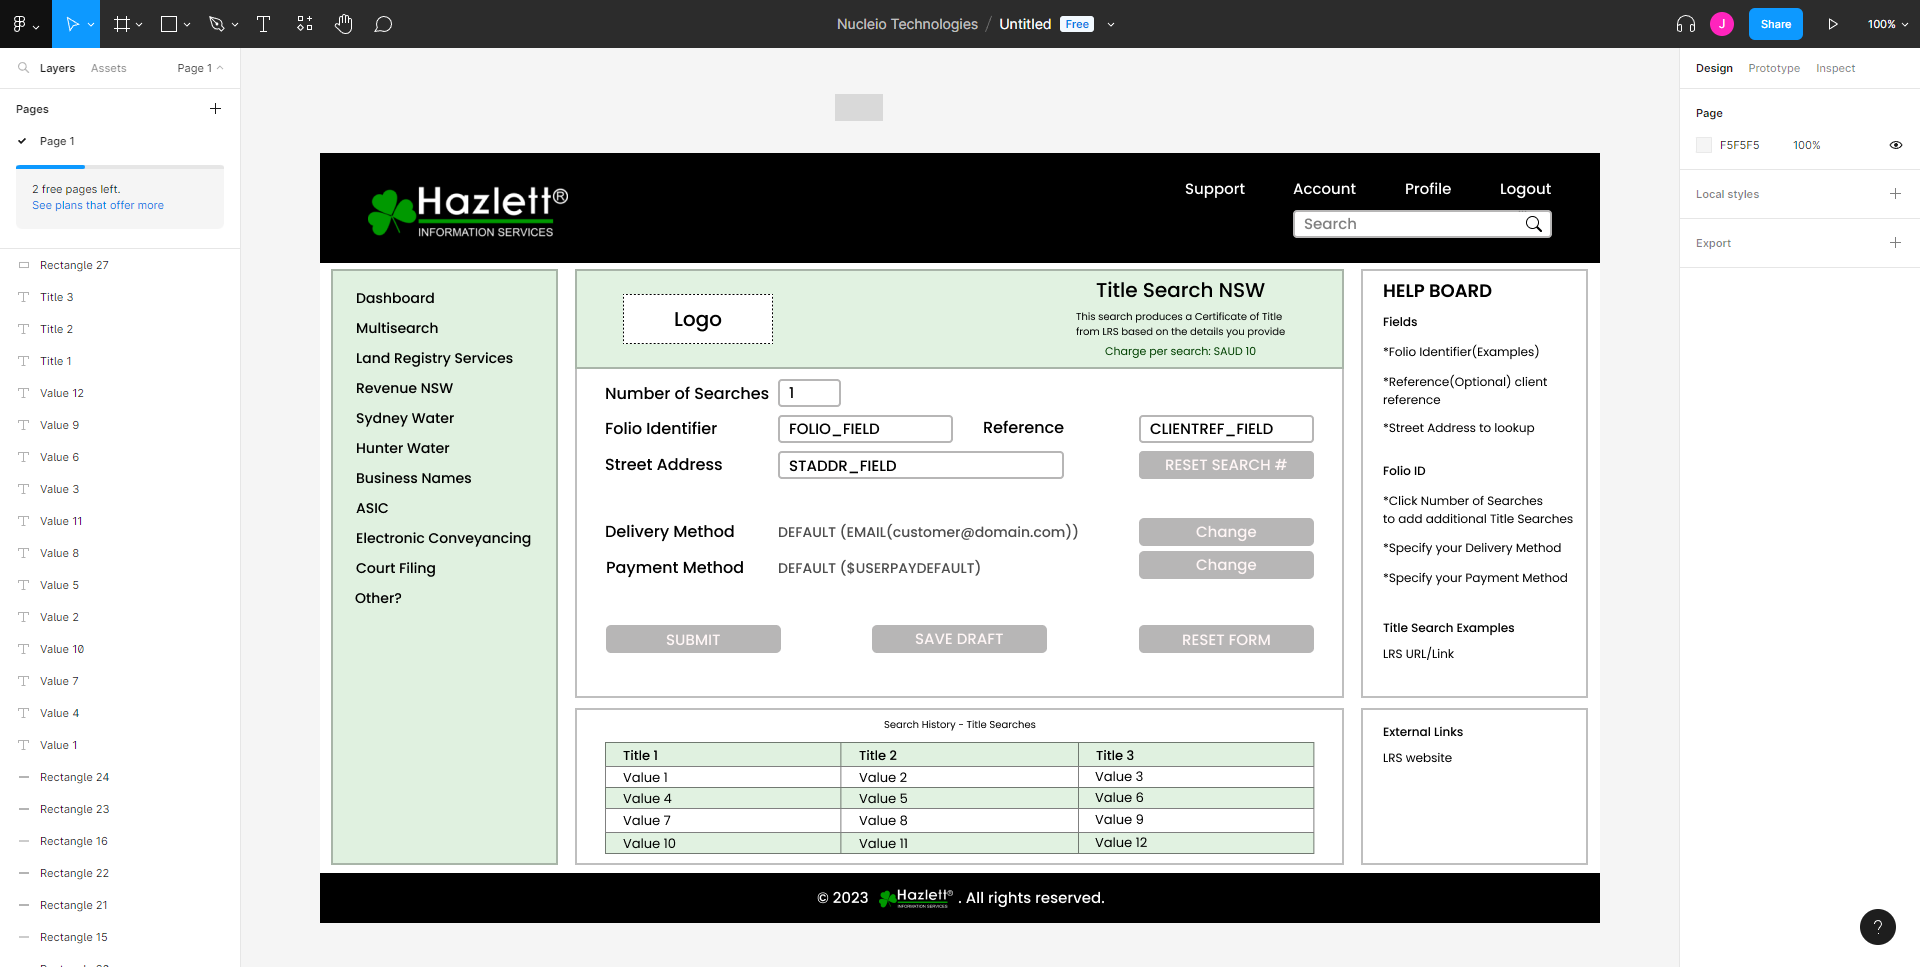 Nucleio Technologies / Untitled Free
J
Share
100%
Layers
Assets
Page 1
Pages
Page 1
2 free pages left.
See plans that offer more
Rectangle 27
Title 3
Title 2
Title 1
Value 12
Value 9
Value 6
Value 3
Value 11
Value 8
Value 5
Value 2
Value 10
Value 7
Value 4
Value 1
Rectangle 24
Rectangle 23
Rectangle 16
Rectangle 22
Rectangle 21
Rectangle 15
Hazlett®
INFORMATION SERVICES
Support
Account
Profile
Logout
Search
Dashboard
Multisearch
Land Registry Services
Revenue NSW
Sydney Water
Hunter Water
Business Names
ASIC
Electronic Conveyancing
Court Filing
Other?
Logo
Title Search NSW
This search produces a Certificate of Title
from LRS based on the details you provide
Charge per search: SAUD 10
Number of Searches
1
Folio Identifier
FOLIO_FIELD
Reference
CLIENTREF_FIELD
Street Address
STADDR_FIELD
RESET SEARCH #
Delivery Method
DEFAULT (EMAIL(customer@domain.com))
Change
Payment Method
DEFAULT ($USERPAYDEFAULT)
Change
SUBMIT
SAVE DRAFT
RESET FORM
Search History - Title Searches
Title 1
Title 2
Title 3
Value 1
Value 2
Value 3
Value 4
Value 5
Value 6
Value 7
Value 8
Value 9
Value 10
Value 11
Value 12
HELP BOARD
Fields
*Folio Identifier(Examples)
*Reference(Optional) client
reference
*Street Address to lookup
Folio ID
*Click Number of Searches
to add additional Title Searches
*Specify your Delivery Method
*Specify your Payment Method
Title Search Examples
LRS URL/Link
External Links
LRS website
© 2023 Hazlett® INFORMATION SERVICES . All rights reserved.
Design
Prototype
Inspect
Page
F5F5F5
100%
Local styles
Export
?